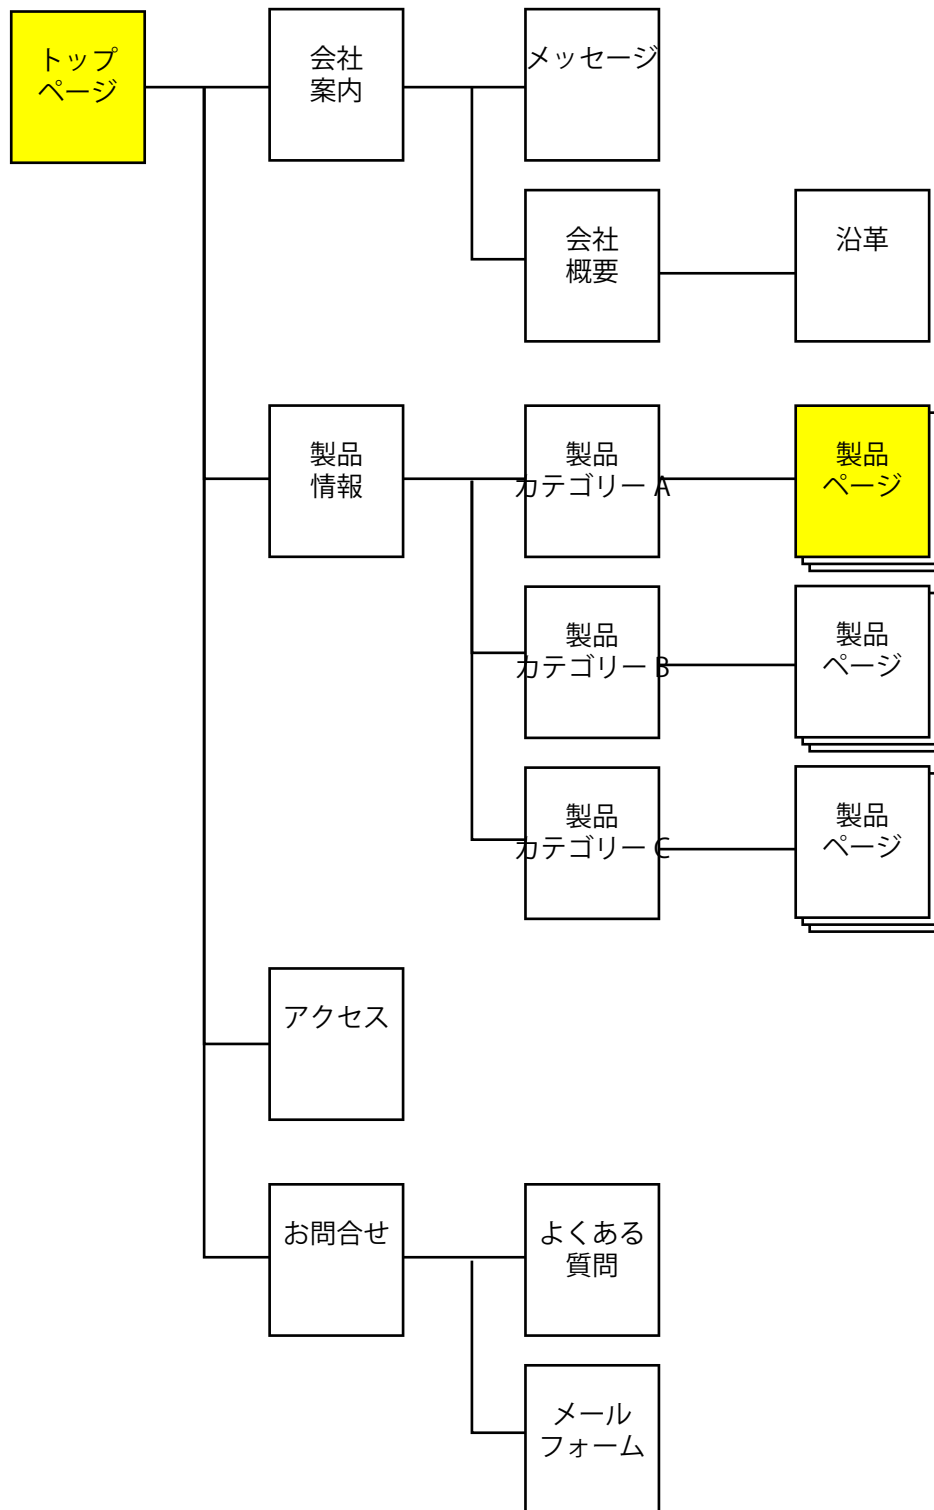 トップ
ページ
会社
案内
メッセージ
会社
概要
沿革
製品
情報
製品
カテゴリー A
製品
ページ
製品
カテゴリー B
製品
ページ
製品
カテゴリー C
製品
ページ
アクセス
お問合せ
よくある
質問
メール
フォーム